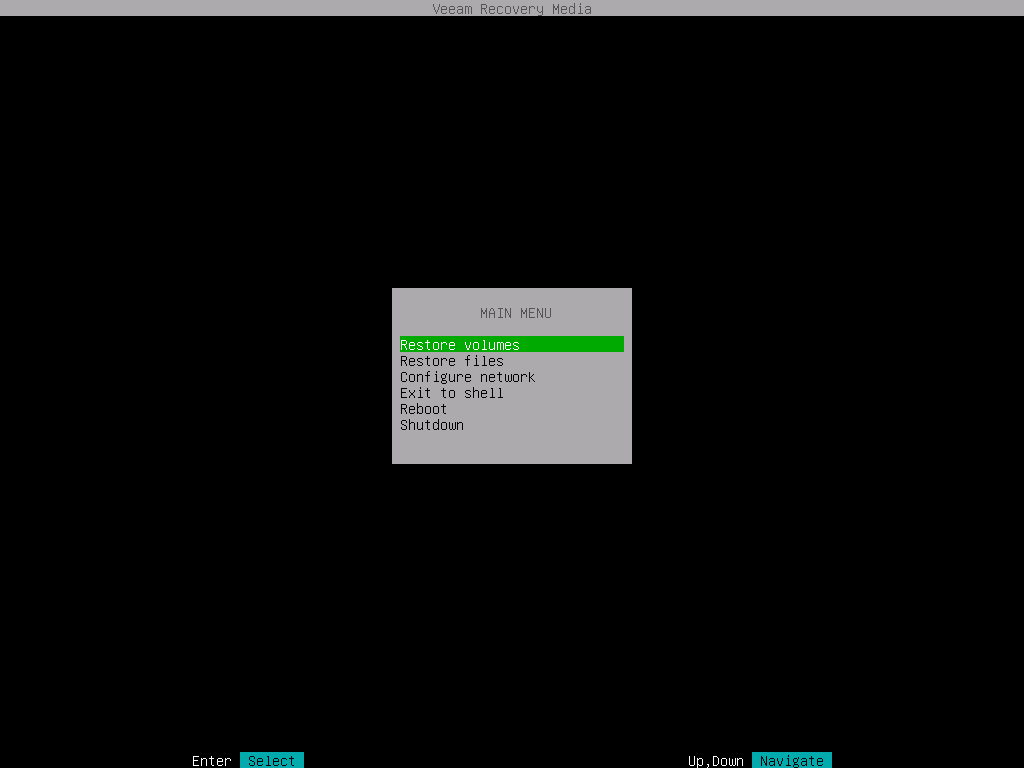 Veeam Recovery Media
MAIN MENU
Restore volumes
Restore files
Configure network
Exit to shell
Reboot
Shutdown
Enter Select Up,Down Navigate